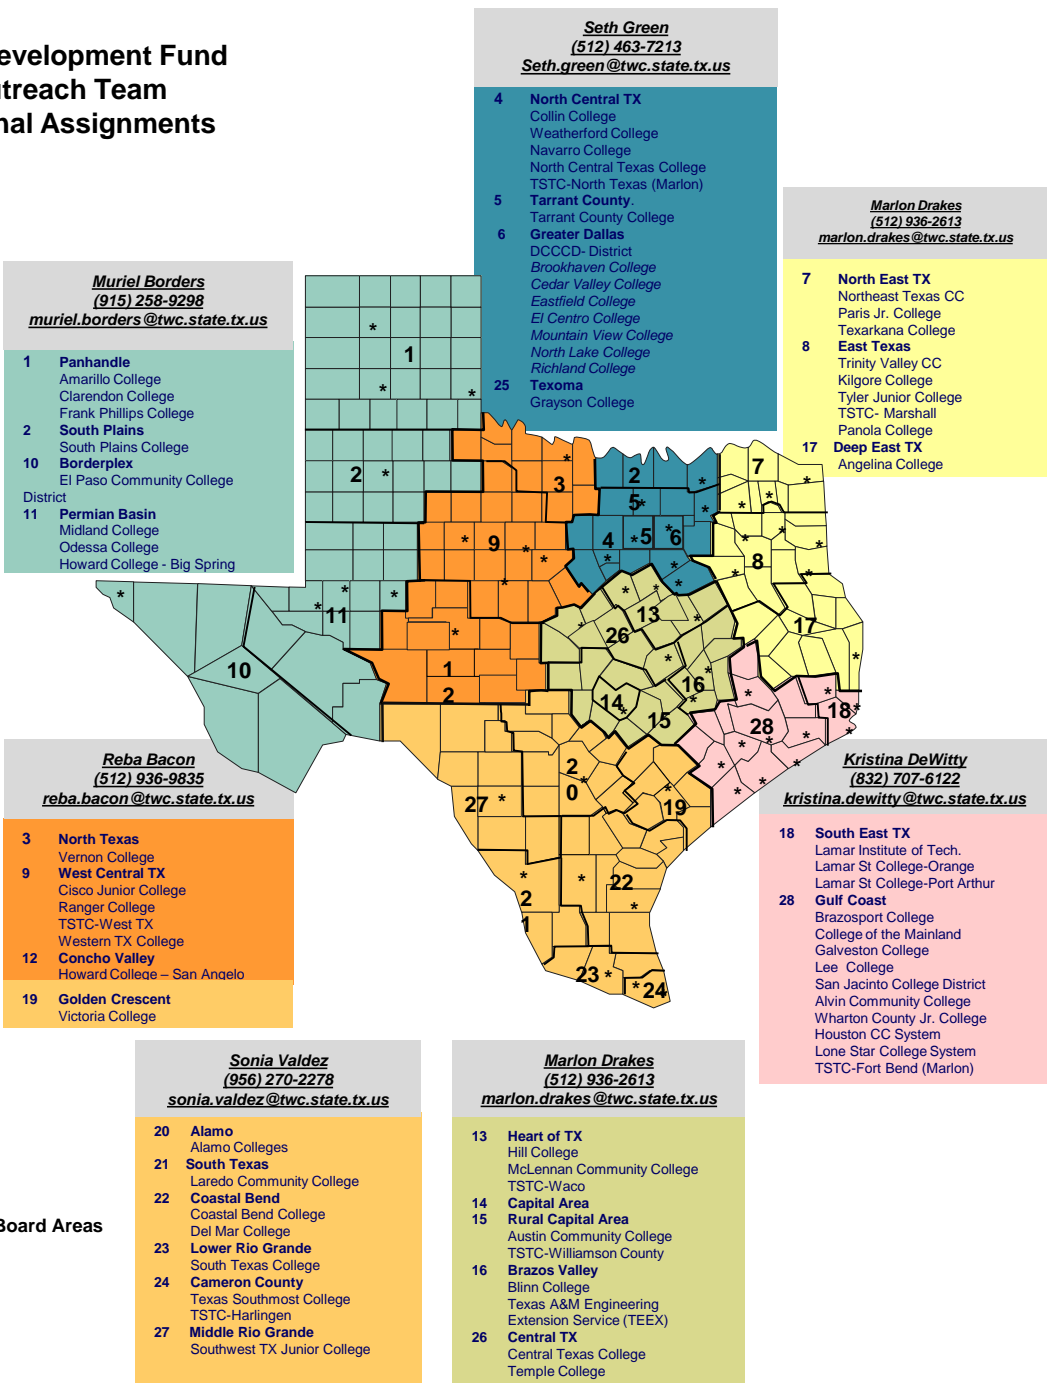 evelopment Fund
treach Team
nal Assignments
Seth Green
(512) 463-7213
Seth.green@twc.state.tx.us
4 North Central TX
Collin College
Weatherford College
Navarro College
North Central Texas College
TSTC-North Texas (Marlon)
5 Tarrant County.
Tarrant County College
6 Greater Dallas
DCCCD- District
Brookhaven College
Cedar Valley College
Eastfield College
El Centro College
Mountain View College
North Lake College
Richland College
25 Texoma
Grayson College
Marlon Drakes
(512) 936-2613
marlon.drakes@twc.state.tx.us
7 North East TX
Northeast Texas CC
Paris Jr. College
Texarkana College
8 East Texas
Trinity Valley CC
Kilgore College
Tyler Junior College
TSTC- Marshall
Panola College
17 Deep East TX
Angelina College
Muriel Borders
(915) 258-9298
muriel.borders@twc.state.tx.us
1 Panhandle
Amarillo College
Clarendon College
Frank Phillips College
2 South Plains
South Plains College
10 Borderplex
El Paso Community College
District
11 Permian Basin
Midland College
Odessa College
Howard College - Big Spring
*
1
*
*
2 *
*
3
2
*
5*
*
4 *5 *6
*
*
7
*
*
*
*
*
8
*
*
* 9
*
*
*
*
* *
*
11
10
*
1
2
* *
13
*
26
*
*
*
16
*
14*
15
17
*
*
18*
*
28
*
*
*
*
*
*
*
*
2
*
0
27 *
*
19
*
2
1
*
22
*
23 *
*24
Reba Bacon
(512) 936-9835
reba.bacon@twc.state.tx.us
3 North Texas
Vernon College
9 West Central TX
Cisco Junior College
Ranger College
TSTC-West TX
Western TX College
12 Concho Valley
Howard College – San Angelo
19 Golden Crescent
Victoria College
Kristina DeWitty
(832) 707-6122
kristina.dewitty@twc.state.tx.us
18 South East TX
Lamar Institute of Tech.
Lamar St College-Orange
Lamar St College-Port Arthur
28 Gulf Coast
Brazosport College
College of the Mainland
Galveston College
Lee College
San Jacinto College District
Alvin Community College
Wharton County Jr. College
Houston CC System
Lone Star College System
TSTC-Fort Bend (Marlon)
Sonia Valdez
(956) 270-2278
sonia.valdez@twc.state.tx.us
20 Alamo
Alamo Colleges
21 South Texas
Laredo Community College
22 Coastal Bend
Coastal Bend College
Del Mar College
23 Lower Rio Grande
South Texas College
24 Cameron County
Texas Southmost College
TSTC-Harlingen
27 Middle Rio Grande
Southwest TX Junior College
Marlon Drakes
(512) 936-2613
marlon.drakes@twc.state.tx.us
13 Heart of TX
Hill College
McLennan Community College
TSTC-Waco
14 Capital Area
15 Rural Capital Area
Austin Community College
TSTC-Williamson County
16 Brazos Valley
Blinn College
Texas A&M Engineering
Extension Service (TEEX)
26 Central TX
Central Texas College
Temple College
Board Areas